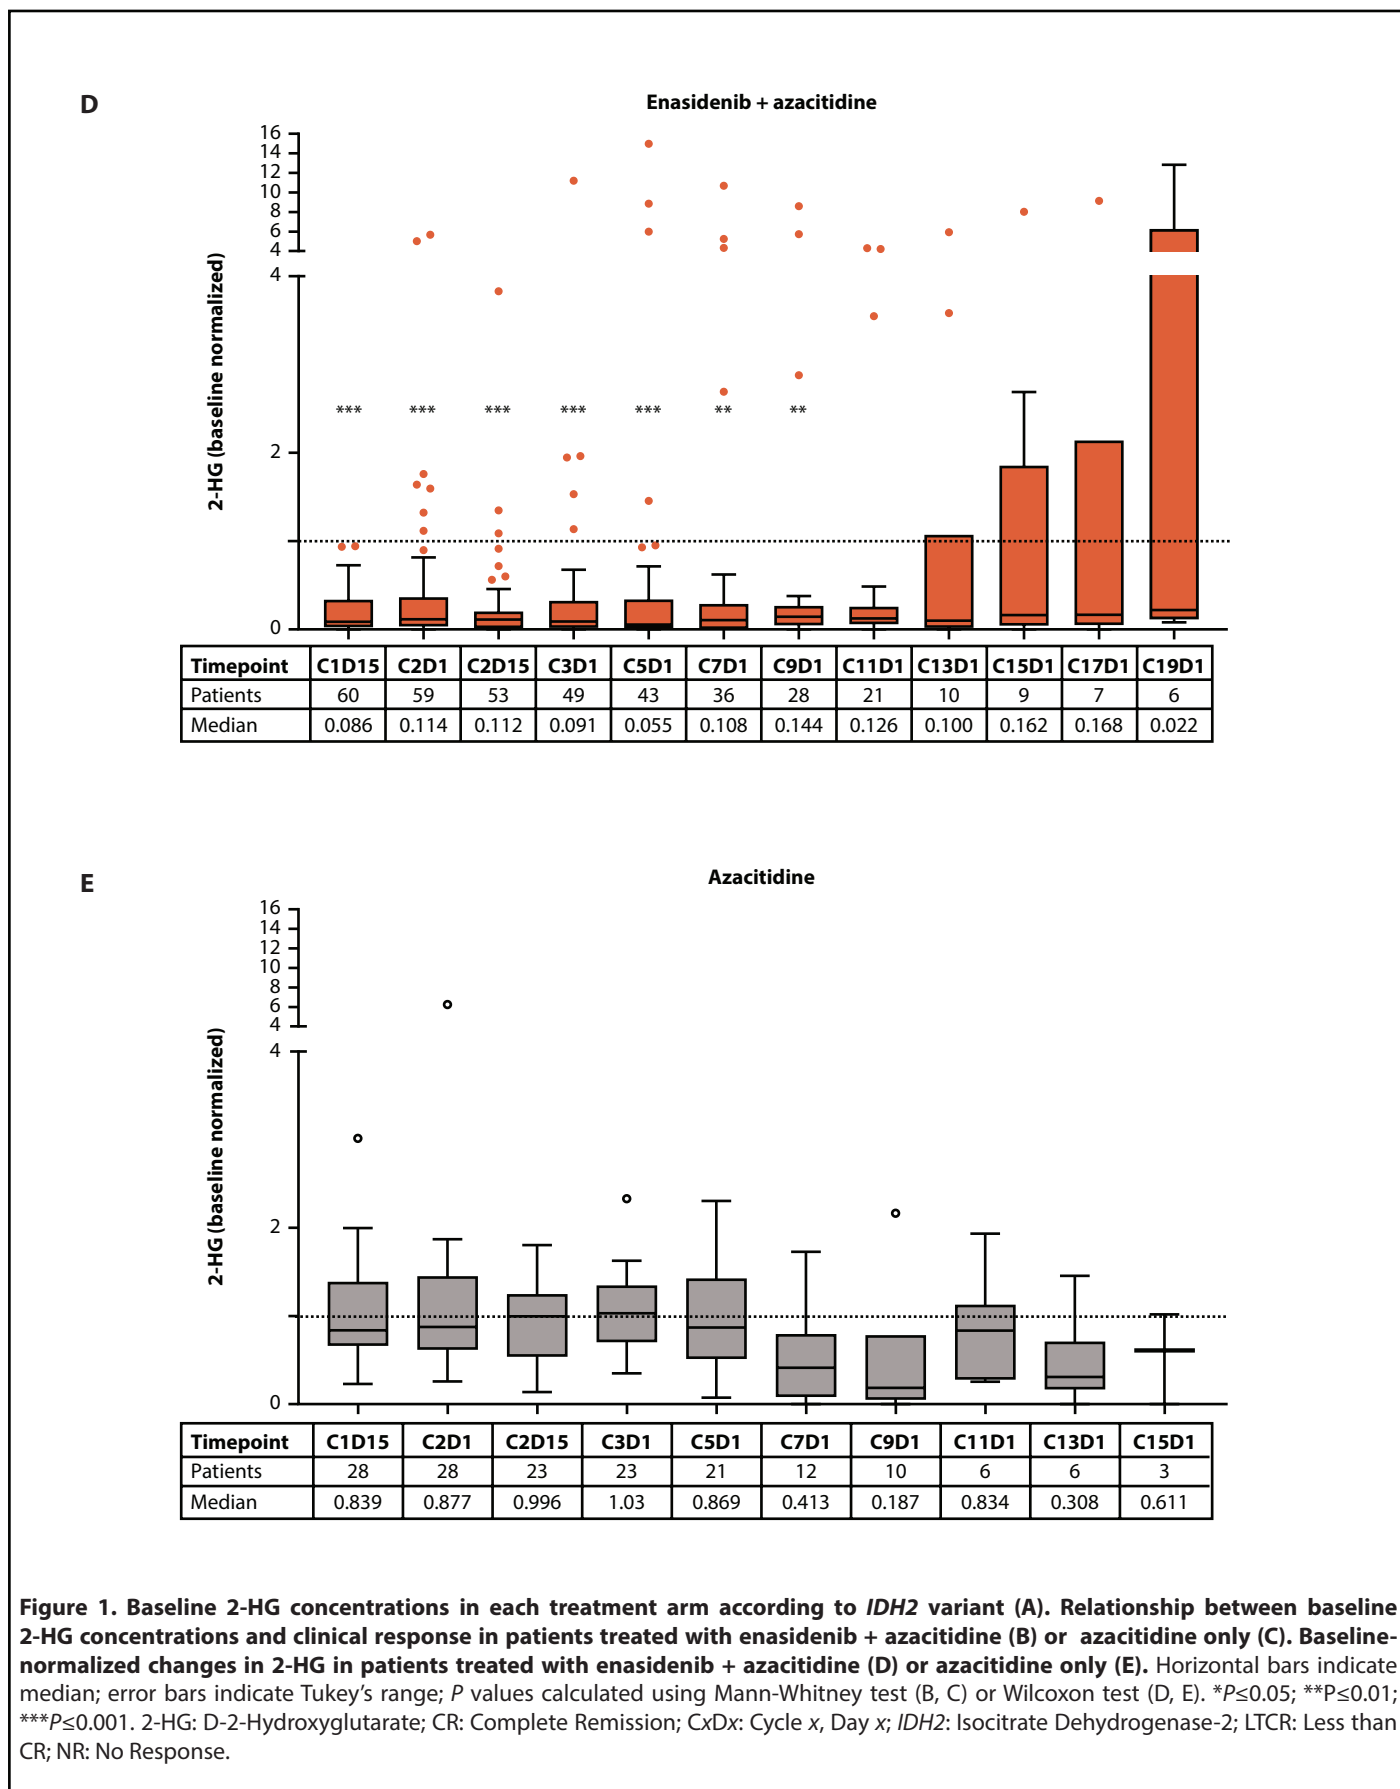 D
Enasidenib + azacitidine
16
14
12
10
8
6
4
4
2
0
2-HG (baseline normalized)
*** *** *** *** *** ** **
Timepoint C1D15 C2D1 C2D15 C3D1 C5D1 C7D1 C9D1 C11D1 C13D1 C15D1 C17D1 C19D1
Patients 60 59 53 49 43 36 28 21 10 9 7 6
Median 0.086 0.114 0.112 0.091 0.055 0.108 0.144 0.126 0.100 0.162 0.168 0.022
E
Azacitidine
16
14
12
10
8
6
4
4
2
0
2-HG (baseline normalized)
Timepoint C1D15 C2D1 C2D15 C3D1 C5D1 C7D1 C9D1 C11D1 C13D1 C15D1
Patients 28 28 23 23 21 12 10 6 6 3
Median 0.839 0.877 0.996 1.03 0.869 0.413 0.187 0.834 0.308 0.611
Figure 1. Baseline 2-HG concentrations in each treatment arm according to IDH2 variant (A). Relationship between baseline
2-HG concentrations and clinical response in patients treated with enasidenib + azacitidine (B) or azacitidine only (C). Baseline-
normalized changes in 2-HG in patients treated with enasidenib + azacitidine (D) or azacitidine only (E). Horizontal bars indicate
median; error bars indicate Tukey's range; P values calculated using Mann-Whitney test (B, C) or Wilcoxon test (D, E). *P≤0.05; **P≤0.01;
***P≤0.001. 2-HG: D-2-Hydroxyglutarate; CR: Complete Remission; CxDx: Cycle x, Day x; IDH2: Isocitrate Dehydrogenase-2; LTCR: Less than
CR; NR: No Response.